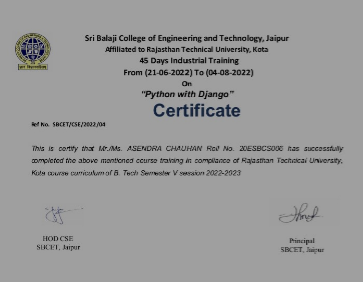 Sri Balaji College of Engineering and Technology, Jaipur
Affiliated to Rajasthan Technical University, Kota
45 Days Industrial Training
From (21-06-2022) To (04-08-2022)
On
"Python with Django"
Certificate
Ref No. SBCET/CSE/2022/04
This is certify that Mr./Ms. ASENDRA CHAUHAN Roll No. 20ESBCS006 has successfully
completed the above mentioned course training in compliance of Rajasthan Technical University,
Kota course curriculum of B. Tech Semester V session 2022-2023
HOD CSE
SBCET, Jaipur
Principal
SBCET, Jaipur